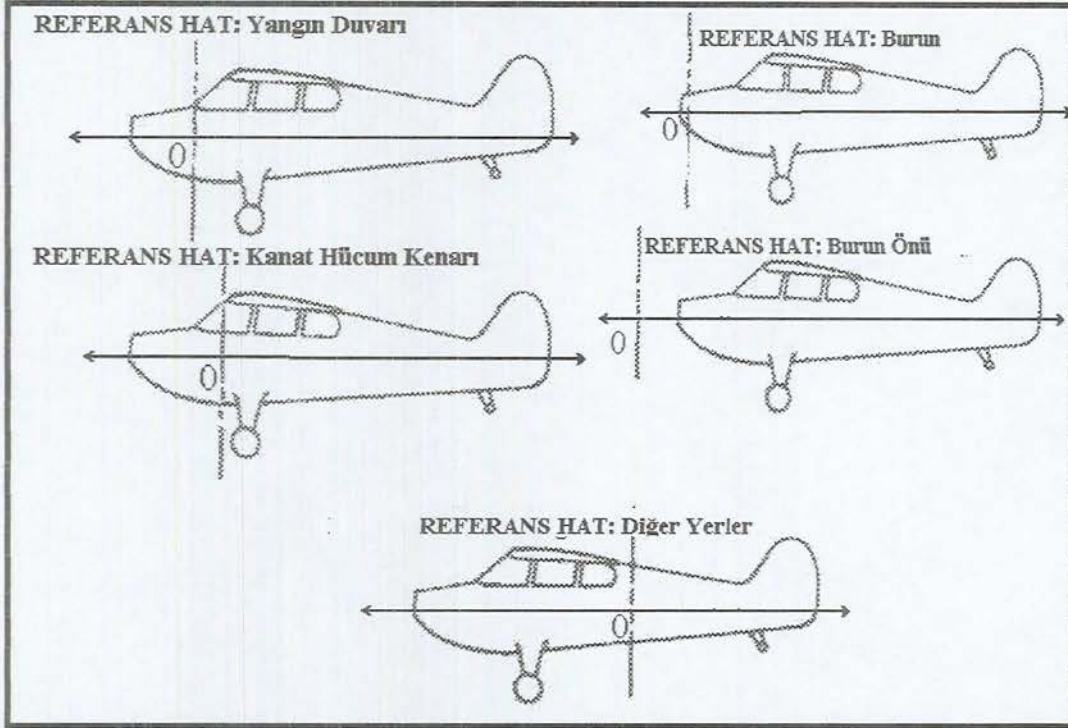 REFERANS HAT: Yangın Duvarı
0
REFERANS HAT: Burun
0
REFERANS HAT: Kanat Hücum Kenarı
0
REFERANS HAT: Burun Önü
0
REFERANS HAT: Diğer Yerler
0